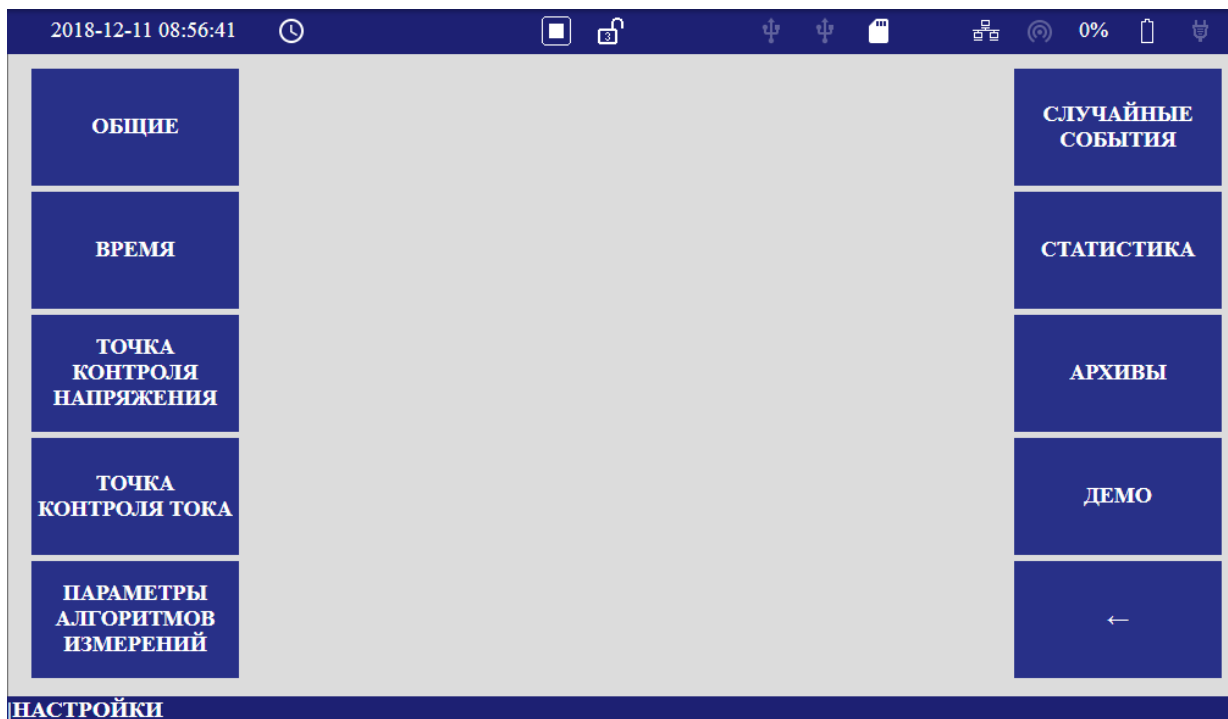 2018-12-11 08:56:41
3
0%
ОБЩИЕ
ВРЕМЯ
ТОЧКА
КОНТРОЛЯ
НАПРЯЖЕНИЯ
ТОЧКА
КОНТРОЛЯ ТОКА
ПАРАМЕТРЫ
АЛГОРИТМОВ
ИЗМЕРЕНИЙ
СЛУЧАЙНЫЕ
СОБЫТИЯ
СТАТИСТИКА
АРХИВЫ
ДЕМО
←
|НАСТРОЙКИ